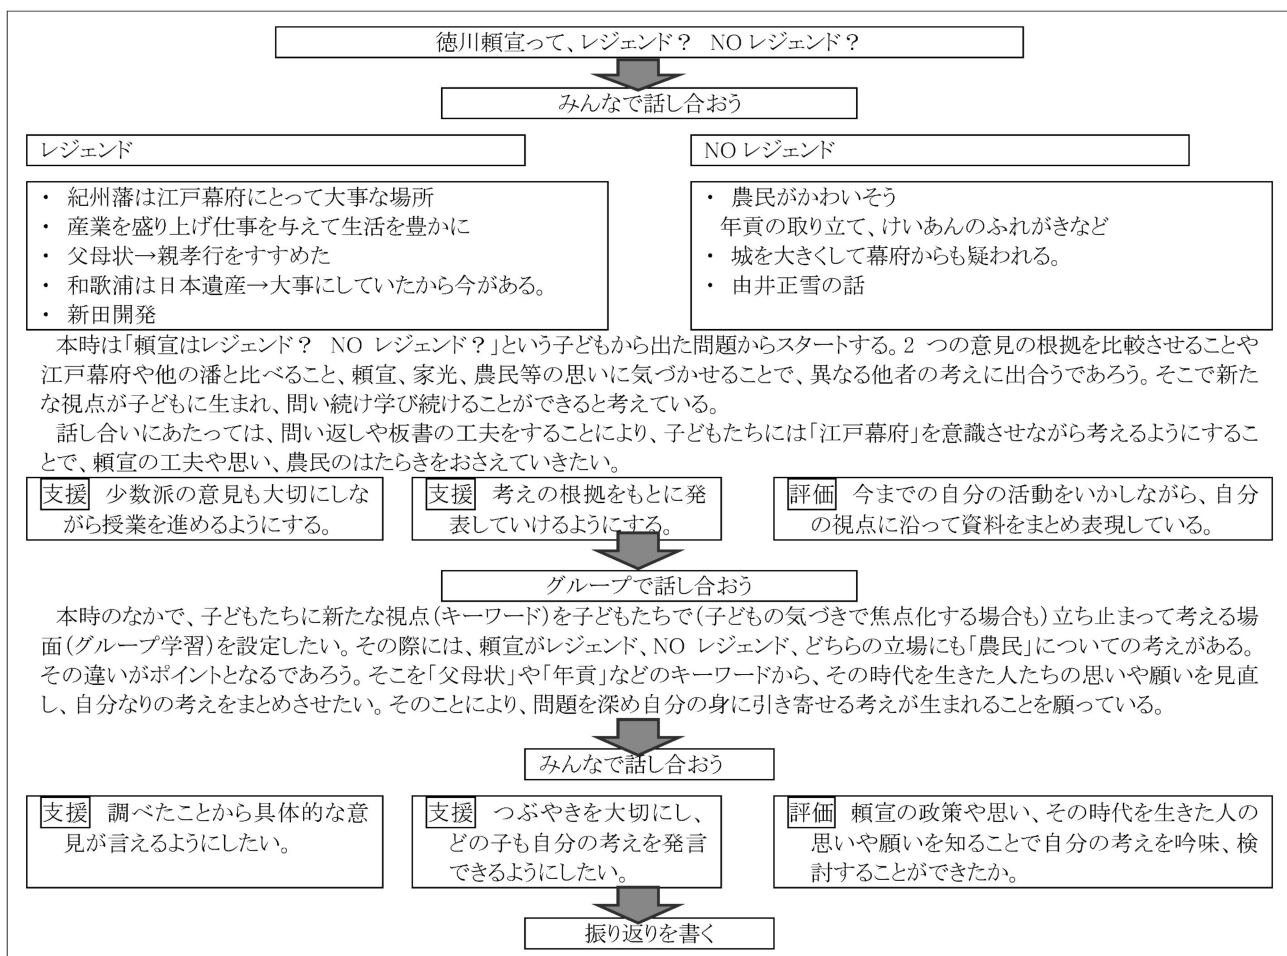 徳川頼宣って、レジェンド？　NO レジェンド？
みんなで話し合おう
レジェンド
NO レジェンド
・ 紀州藩は江戸幕府にとって大事な場所
・ 産業を盛り上げ仕事を与えて生活を豊かに
・ 父母状→親孝行をすすめた
・ 和歌浦は日本遺産→大事にしていたから今がある。
・ 新田開発
・ 農民がかわいそう
年貢の取り立て、けいあんのふれがきなど
・ 城を大きくして幕府からも疑われる。
・ 由井正雪の話
本時は「頼宣はレジェンド？　NO レジェンド？」という子どもから出た問題からスタートする。2 つの意見の根拠を比較させることや
江戸幕府や他の潘と比べること、頼宣、家光、農民等の思いに気づかせることで、異なる他者の考えに出合うであろう。そこで新た
な視点が子どもに生まれ、問い続け学び続けることができると考えている。
話し合いにあたっては、問い返しや板書の工夫をすることにより、子どもたちには「江戸幕府」を意識させながら考えるようにするこ
とで、頼宣の工夫や思い、農民のはたらきをおさえていきたい。
支援 少数派の意見も大切にしな
がら授業を進めるようにする。
支援 考えの根拠をもとに発
表していけるようにする。
評価 今までの自分の活動をいかしながら、自分
の視点に沿って資料をまとめ表現している。
グループで話し合おう
本時のなかで、子どもたちに新たな視点（キーワード）を子どもたちで（子どもの気づきで焦点化する場合も）立ち止まって考える場
面（グループ学習）を設定したい。その際には、頼宣がレジェンド、NO レジェンド、どちらの立場にも「農民」についての考えがある。
その違いがポイントとなるであろう。そこを「父母状」や「年貢」などのキーワードから、その時代を生きた人たちの思いや願いを見直
し、自分なりの考えをまとめさせたい。そのことにより、問題を深め自分の身に引き寄せる考えが生まれることを願っている。
みんなで話し合おう
支援 調べたことから具体的な意
見が言えるようにしたい。
支援 つぶやきを大切にし、
どの子も自分の考えを発言
できるようにしたい。
評価 頼宣の政策や思い、その時代を生きた人の
思いや願いを知ることで自分の考えを吟味、検
討することができたか。
振り返りを書く